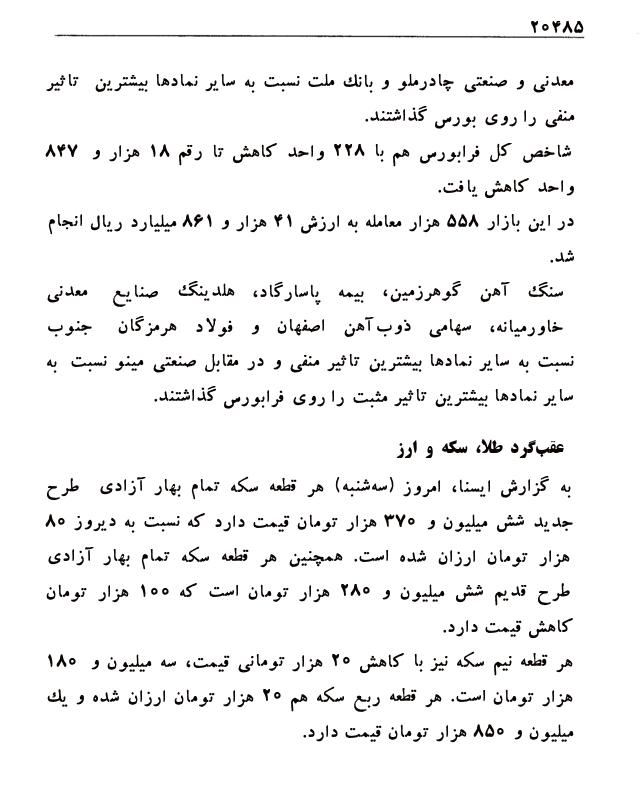 ۲۰۴۸۵
معدنی و صنعتی چادرملو و بانک ملت نسبت به سایر نمادها بیشترین تاثیر
منفی را روی بورس گذاشتند.
شاخص کل فرابورس هم با ۲۲۸ واحد کاهش تا رقم ۱۸ هزار و ۸۴۷
واحد کاهش یافت.
در این بازار ۵۵۸ هزار معامله به ارزش ۴۱ هزار و ۸۶۱ میلیارد ریال انجام
شد.
سنگ آهن گوهرزمین، بیمه پاسارگاد، هلدینگ صنایع معدنی
خاورمیانه، سهامی ذوب‌آهن اصفهان و فولاد هرمزگان جنوب
نسبت به سایر نمادها بیشترین تاثیر منفی و در مقابل صنعتی مینو نسبت به
سایر نمادها بیشترین تاثیر مثبت را روی فرابورس گذاشتند.
عقب‌گرد طلا، سکه و ارز
به گزارش ایسنا، امروز (سه‌شنبه) هر قطعه سکه تمام بهار آزادی طرح
جدید شش میلیون و ۳۷۰ هزار تومان قیمت دارد که نسبت به دیروز ۸۰
هزار تومان ارزان شده است. همچنین هر قطعه سکه تمام بهار آزادی
طرح قدیم شش میلیون و ۲۸۰ هزار تومان است که ۱۰۰ هزار تومان
کاهش قیمت دارد.
هر قطعه نیم سکه نیز با کاهش ۲۰ هزار تومانی قیمت، سه میلیون و ۱۸۰
هزار تومان است. هر قطعه ربع سکه هم ۲۰ هزار تومان ارزان شده و یک
میلیون و ۸۵۰ هزار تومان قیمت دارد.